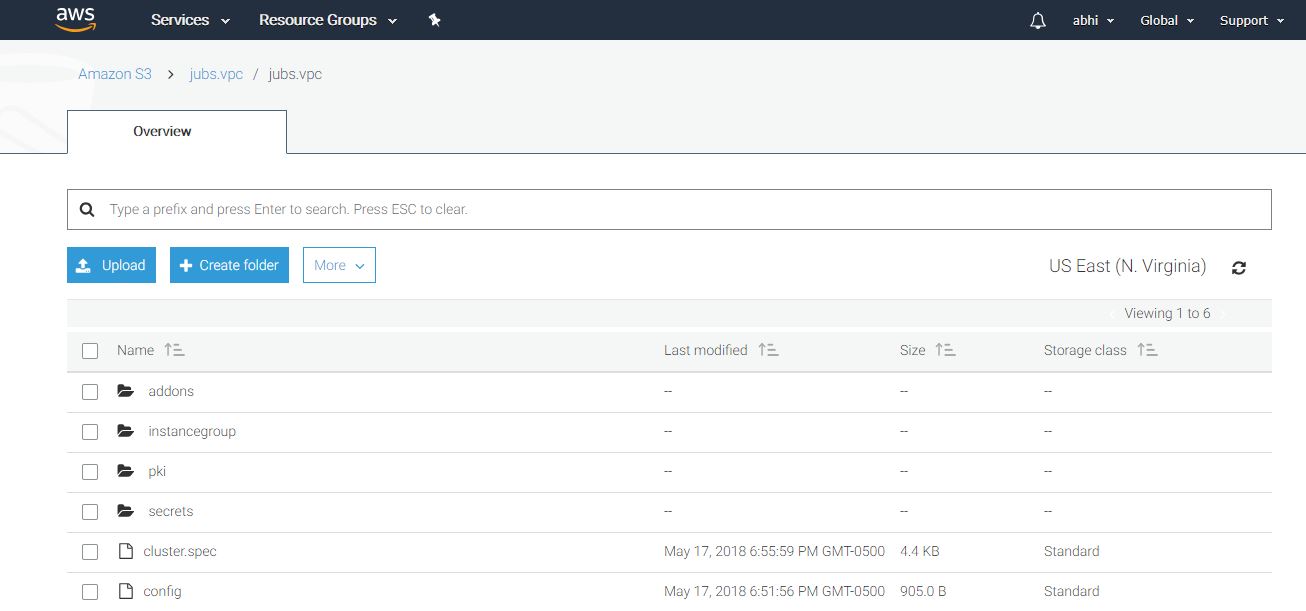 aws Services Resource Groups abhi Global Support
Amazon S3 > jubs.vpc / jubs.vpc
Overview
Type a prefix and press Enter to search. Press ESC to clear.
Upload + Create folder More US East (N. Virginia)
Viewing 1 to 6
Name Last modified Size Storage class
addons -- -- --
instancegroup -- -- --
pki -- -- --
secrets -- -- --
cluster.spec May 17, 2018 6:55:59 PM GMT-0500 4.4 KB Standard
config May 17, 2018 6:51:56 PM GMT-0500 905.0 B Standard